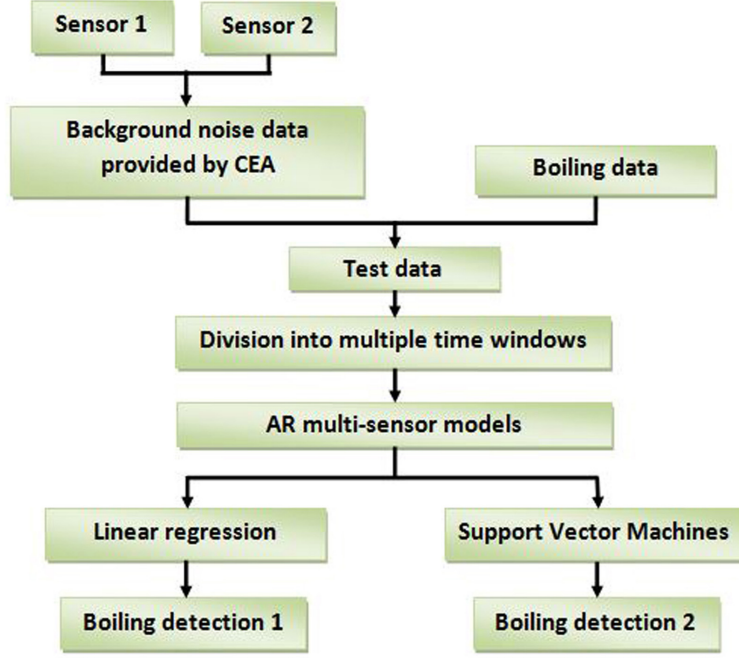 Sensor 1
Sensor 2
Background noise data
provided by CEA
Boiling data
Test data
Division into multiple time windows
AR multi-sensor models
Linear regression
Support Vector Machines
Boiling detection 1
Boiling detection 2